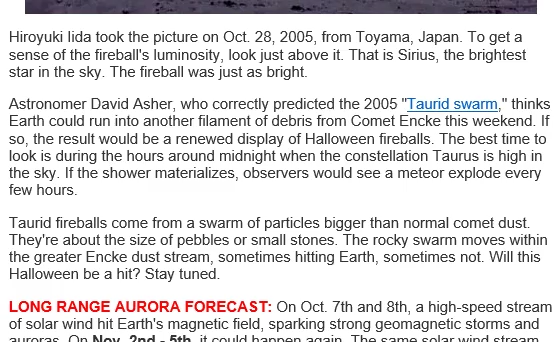 Hiroyuki Iida took the picture on Oct. 28, 2005, from Toyama, Japan. To get a
sense of the fireball's luminosity, look just above it. That is Sirius, the brightest
star in the sky. The fireball was just as bright.
Astronomer David Asher, who correctly predicted the 2005 "Taurid swarm," thinks
Earth could run into another filament of debris from Comet Encke this weekend. If
so, the result would be a renewed display of Halloween fireballs. The best time to
look is during the hours around midnight when the constellation Taurus is high in
the sky. If the shower materializes, observers would see a meteor explode every
few hours.
Taurid fireballs come from a swarm of particles bigger than normal comet dust.
They're about the size of pebbles or small stones. The rocky swarm moves within
the greater Encke dust stream, sometimes hitting Earth, sometimes not. Will this
Halloween be a hit? Stay tuned.
LONG RANGE AURORA FORECAST: On Oct. 7th and 8th, a high-speed stream
of solar wind hit Earth's magnetic field, sparking strong geomagnetic storms and
auroras. On Nov. 2nd - 5th, it could happen again. The same solar wind stream